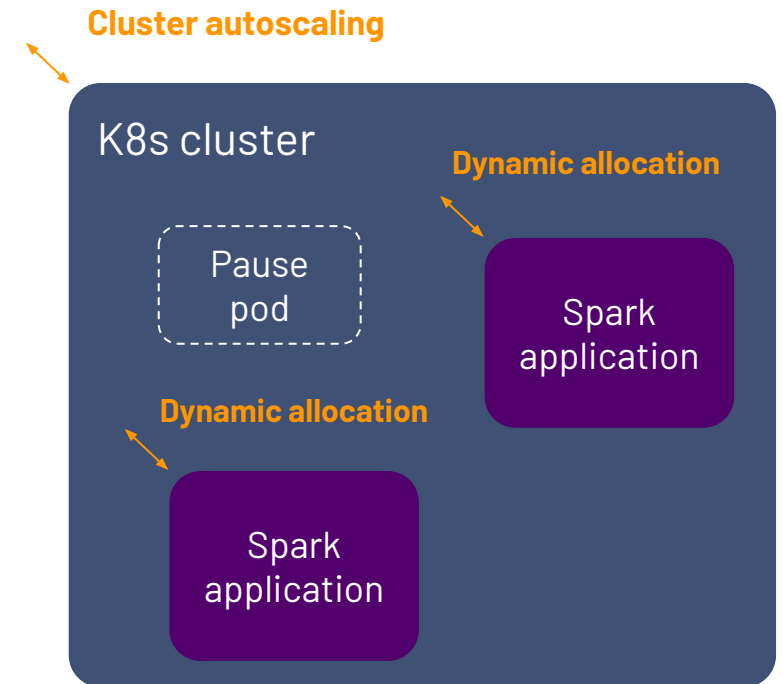 Cluster autoscaling
K8s cluster
Dynamic allocation
Pause
pod
Spark
application
Dynamic allocation
Spark
application